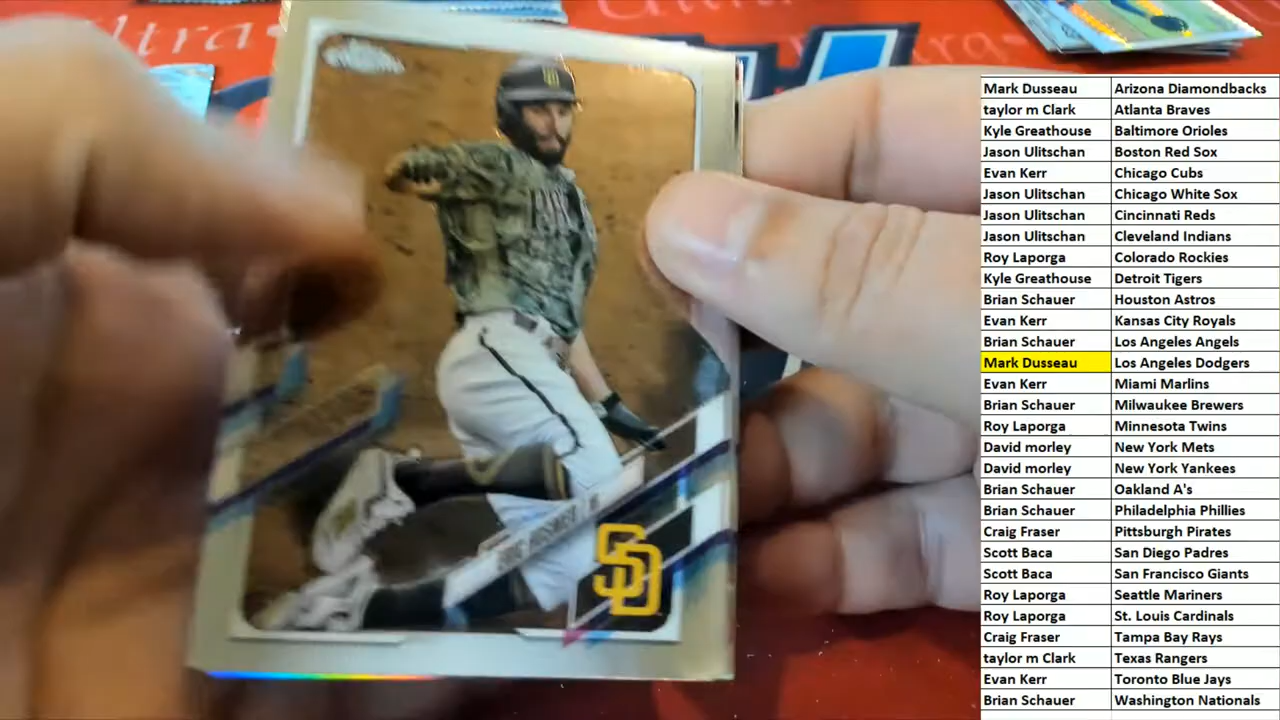 Ultra
Ultra
Chrome
SD
ERIC HOSMER
Mark Dusseau Arizona Diamondbacks
taylor m Clark Atlanta Braves
Kyle Greathouse Baltimore Orioles
Jason Ulitschan Boston Red Sox
Evan Kerr Chicago Cubs
Jason Ulitschan Chicago White Sox
Jason Ulitschan Cincinnati Reds
Jason Ulitschan Cleveland Indians
Roy Laporga Colorado Rockies
Kyle Greathouse Detroit Tigers
Brian Schauer Houston Astros
Evan Kerr Kansas City Royals
Brian Schauer Los Angeles Angels
Mark Dusseau Los Angeles Dodgers
Evan Kerr Miami Marlins
Brian Schauer Milwaukee Brewers
Roy Laporga Minnesota Twins
David morley New York Mets
David morley New York Yankees
Brian Schauer Oakland A's
Brian Schauer Philadelphia Phillies
Craig Fraser Pittsburgh Pirates
Scott Baca San Diego Padres
Scott Baca San Francisco Giants
Roy Laporga Seattle Mariners
Roy Laporga St. Louis Cardinals
Craig Fraser Tampa Bay Rays
taylor m Clark Texas Rangers
Evan Kerr Toronto Blue Jays
Brian Schauer Washington Nationals